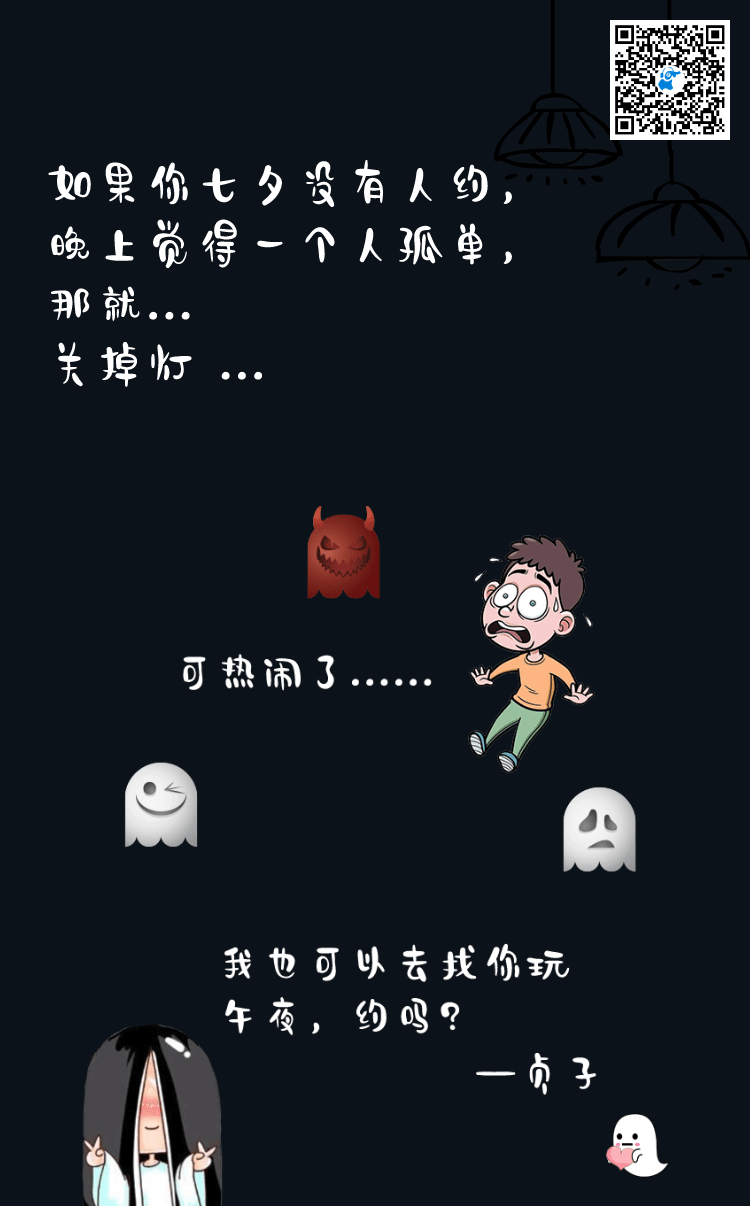 如果你七夕没有人约，
晚上觉得一个人孤单，
那就...
关掉灯 ...
可热闹了......
我也可以去找你玩
午夜，约吗?
—贞子